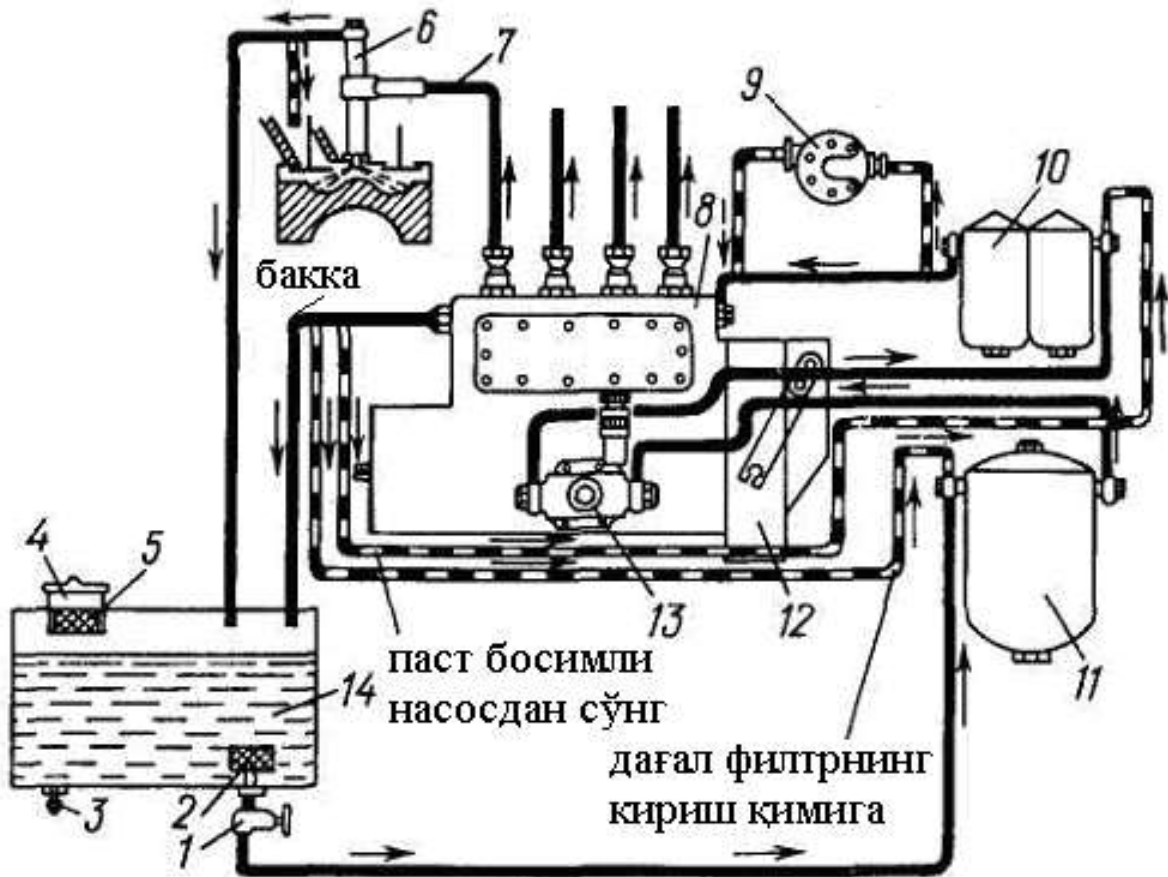 6
7
9
10
8
бакка
4
5
13
12
11
паст босимли
насосдан сўнг
14
дағал филтрнинг
кириш қимига
3
2
1